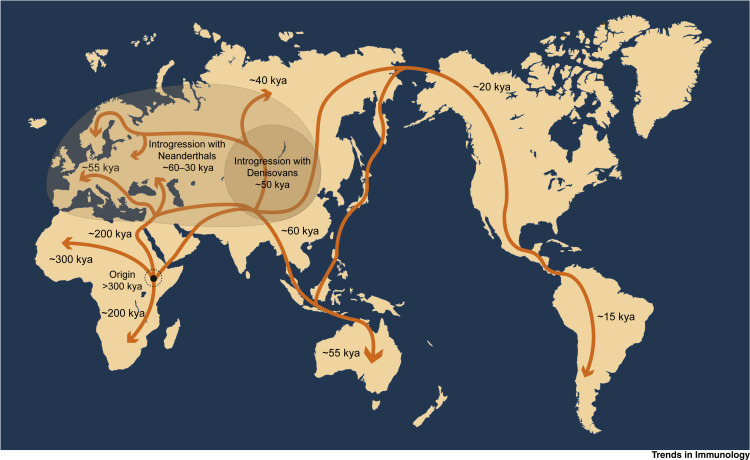 ~40 kya
~20 kya
Introgression with
Neanderthals
~60–30 kya
Introgression with
Denisovans
~50 kya
~55 kya
~200 kya
~60 kya
~300 kya
Origin
>300 kya
~200 kya
~15 kya
~55 kya
Trends in Immunology